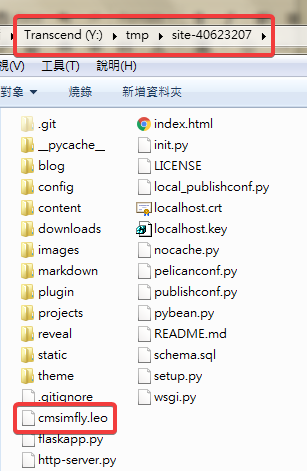 Transcend (Y:) ▸ tmp ▸ site-40623207 ▸
視(V) 工具(T) 說明(H)
對象 燒錄 新增資料夾
.git
__pycache__
blog
config
content
downloads
images
markdown
plugin
projects
reveal
static
theme
.gitignore
cmsimfly.leo
flaskapp.py
http-server.py
index.html
init.py
LICENSE
local_publishconf.py
localhost.crt
localhost.key
nocache.py
pelicanconf.py
publishconf.py
pybean.py
README.md
schema.sql
setup.py
wsgi.py